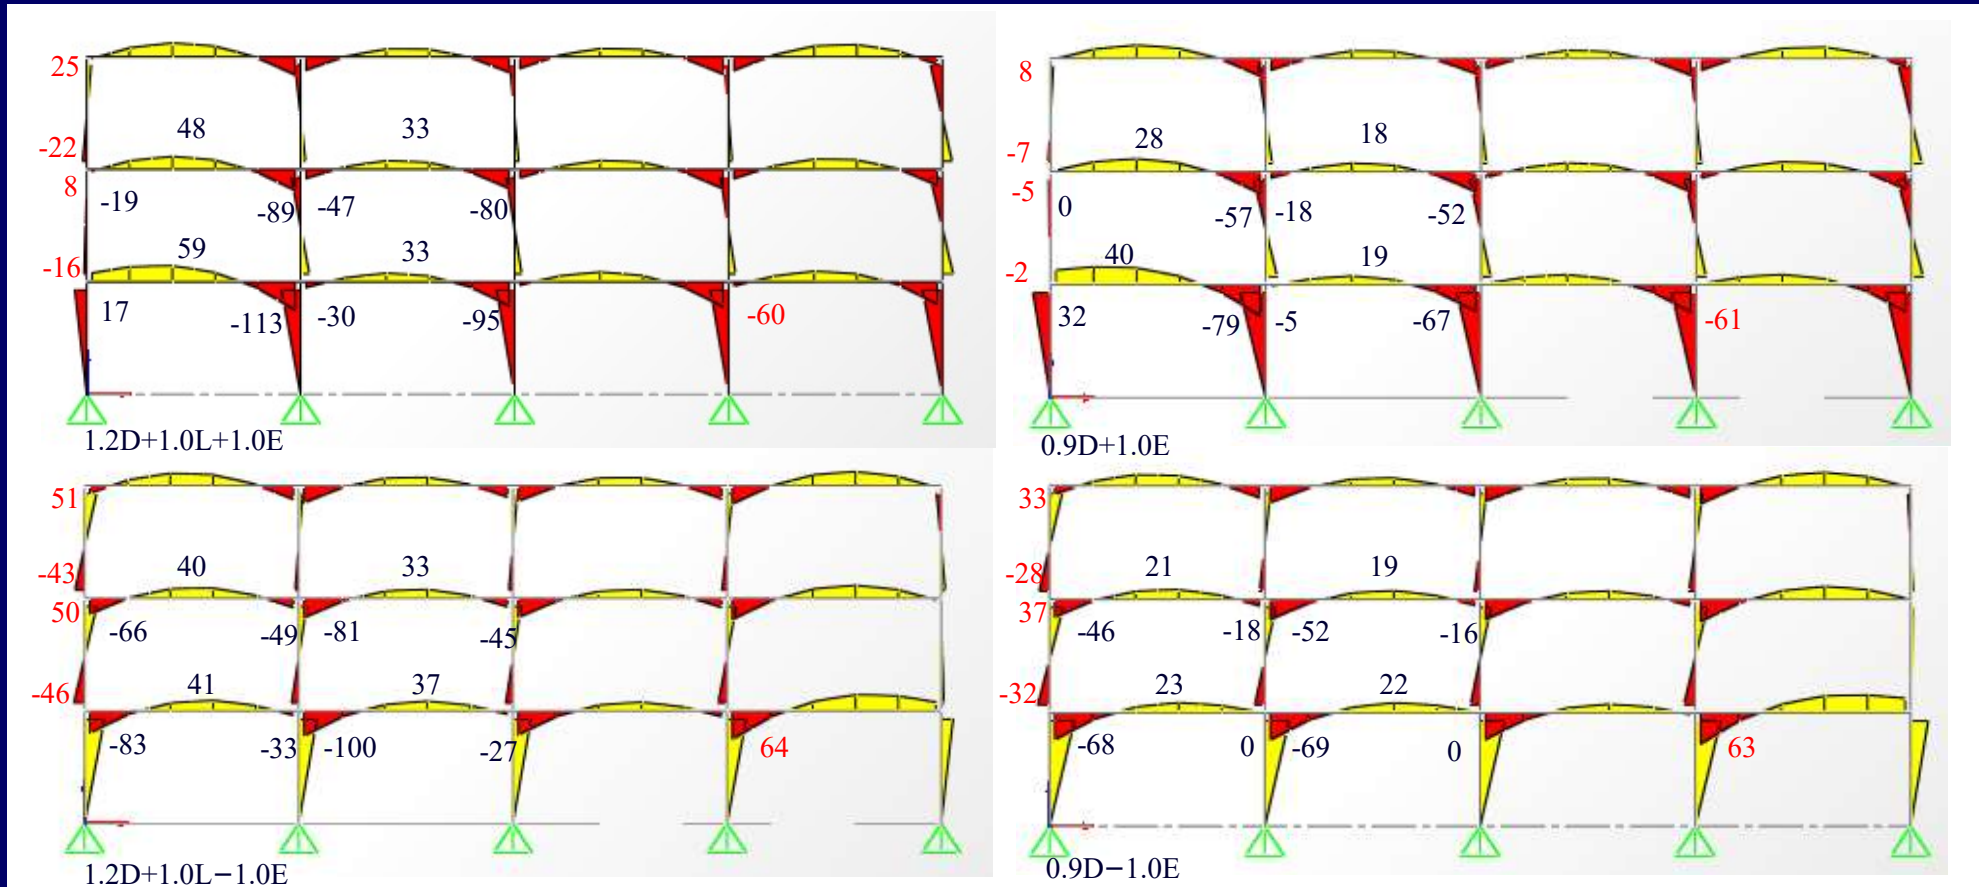 25
48 33
-22
8
-19 -89 -47 -80
59 33
-16
17 -113 -30 -95 -60
1.2D+1.0L+1.0E
8
28 18
-7
-5
0 -57 -18 -52
40 19
-2
32 -79 -5 -67 -61
0.9D+1.0E
51
40 33
-43
50
-66 -49 -81 -45
41 37
-46
-83 -33 -100 -27 64
1.2D+1.0L−1.0E
33
21 19
-28
37
-46 -18 -52 -16
23 22
-32
-68 0 -69 0 63
0.9D−1.0E